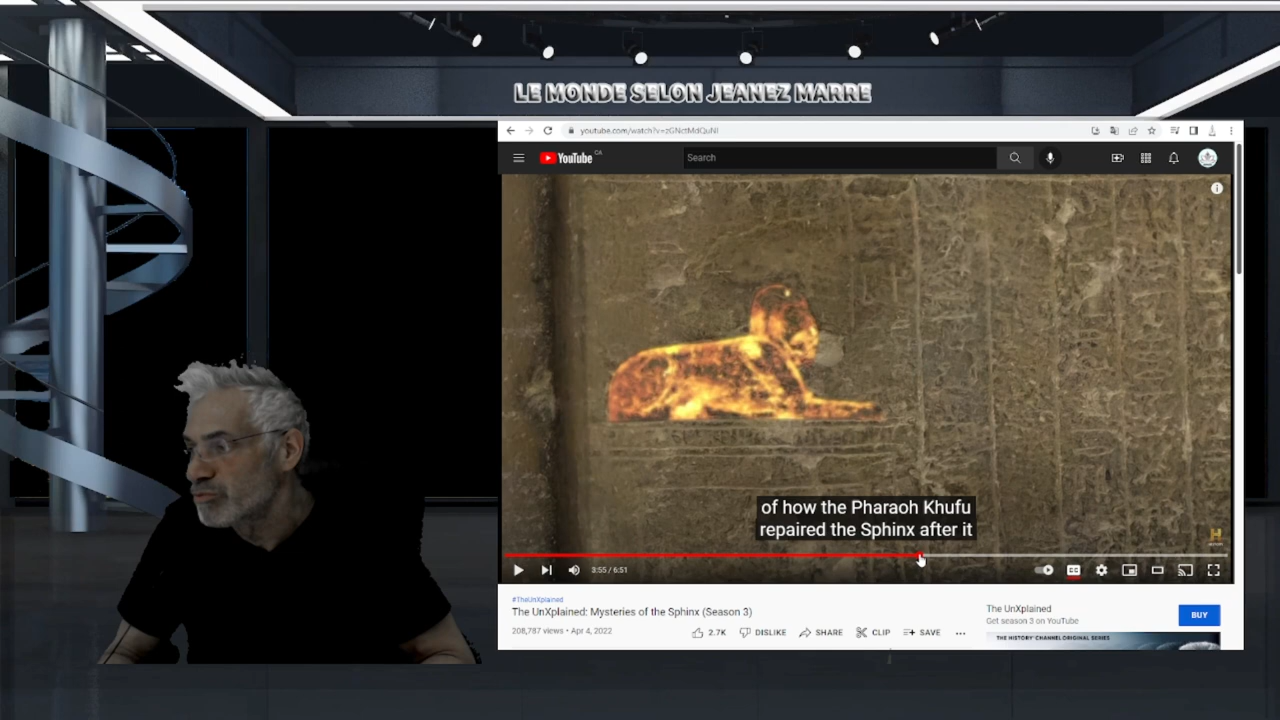 LE MONDE SELON JEANEZ MARRE
youtube.com/watch?v=zGNctMdQuNI
YouTube CA
Search
of how the Pharaoh Khufu
repaired the Sphinx after it
3:55 / 6:51
#TheUnXplained
The UnXplained: Mysteries of the Sphinx (Season 3)
208,787 views • Apr 4, 2022
2.7K DISLIKE SHARE CLIP SAVE
The UnXplained
Get season 3 on YouTube
BUY
THE HISTORY CHANNEL ORIGINAL SERIES